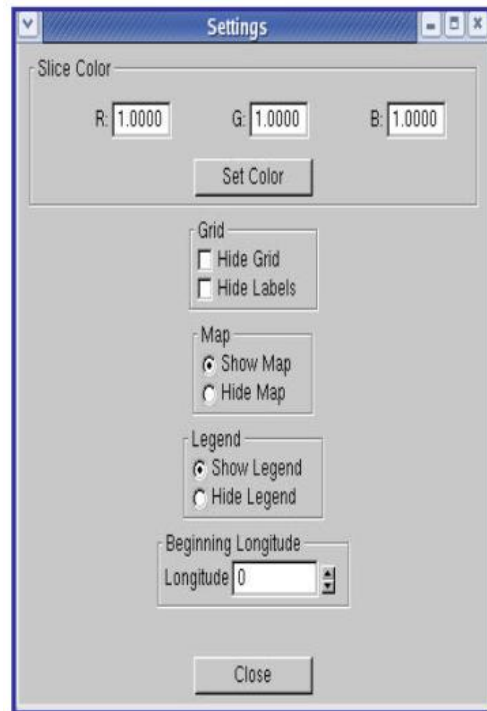 Settings
Slice Color
R: 1.0000 G: 1.0000 B: 1.0000
Set Color
Grid
Hide Grid
Hide Labels
Map
Show Map
Hide Map
Legend
Show Legend
Hide Legend
Beginning Longitude
Longitude 0
Close